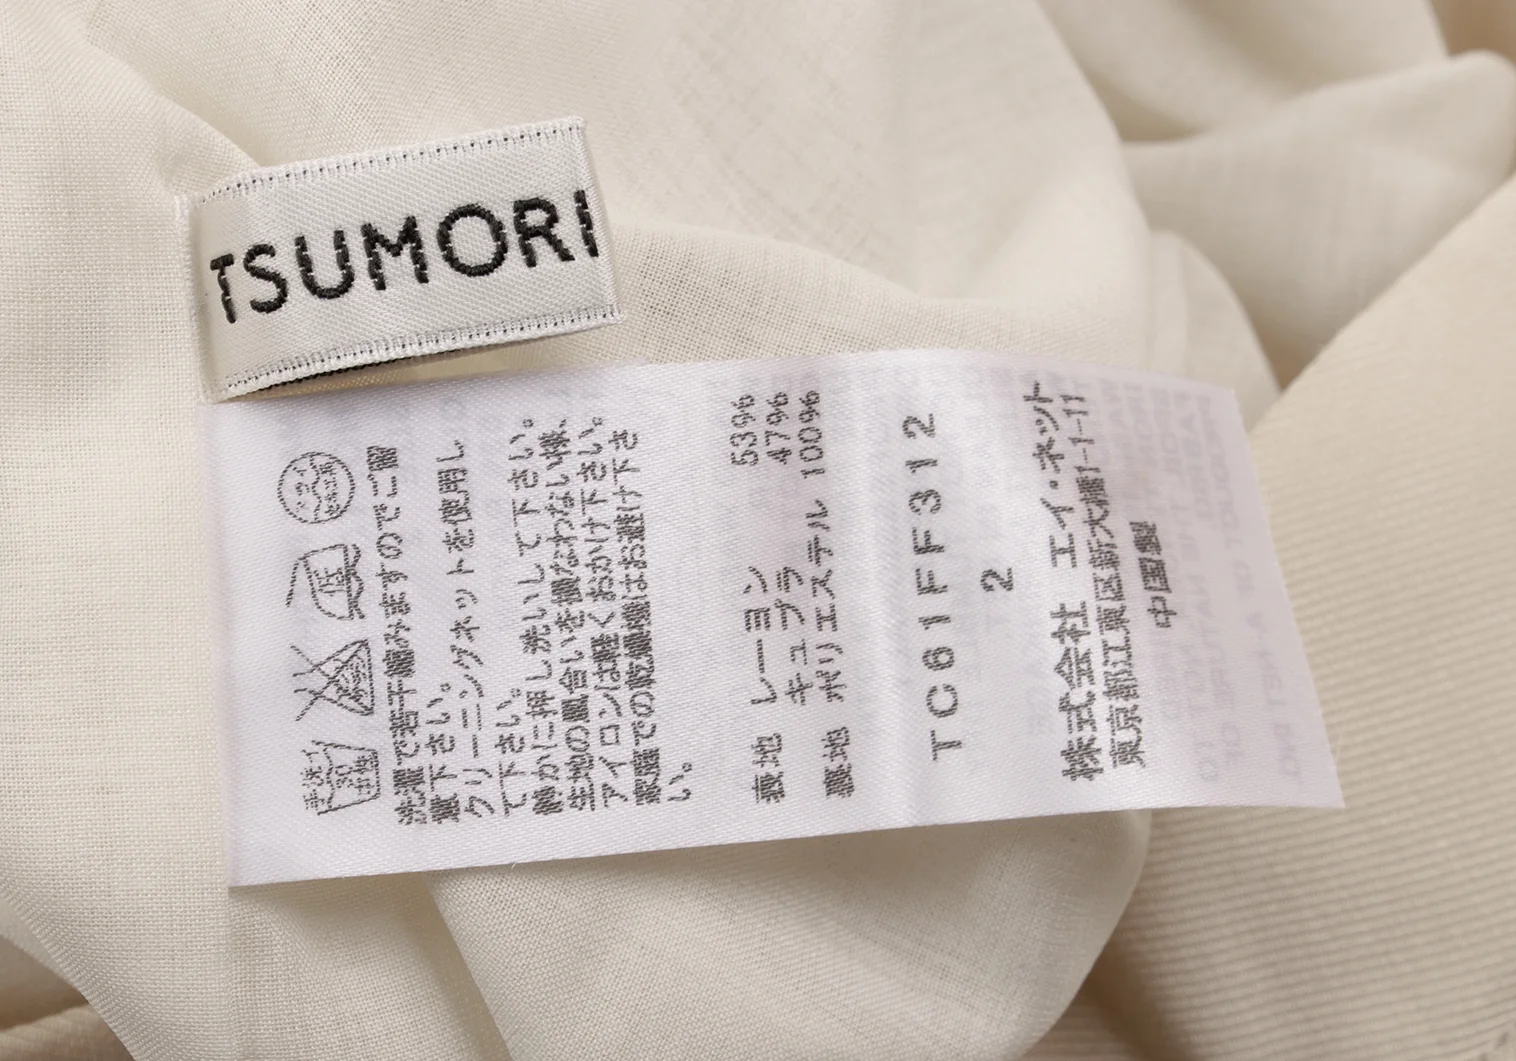 TSUMORI
手洗イ
30
中性
中
洗濯で若干縮みますのでご留
意下さい。
クリーニングネットを使用し
て下さい。
静かに押し洗いして下さい。
生地の風合いを損なわない様、
アイロンは軽くおかけ下さい。
家庭での乾燥機はお避け下さ
い。
表地 レーヨン 53%
キュプラ 47%
裏地 ポリエステル 100%
TC61FF312
2
株式会社 エイ・ネット
東京都江東区新大橋1-1-11
中国製